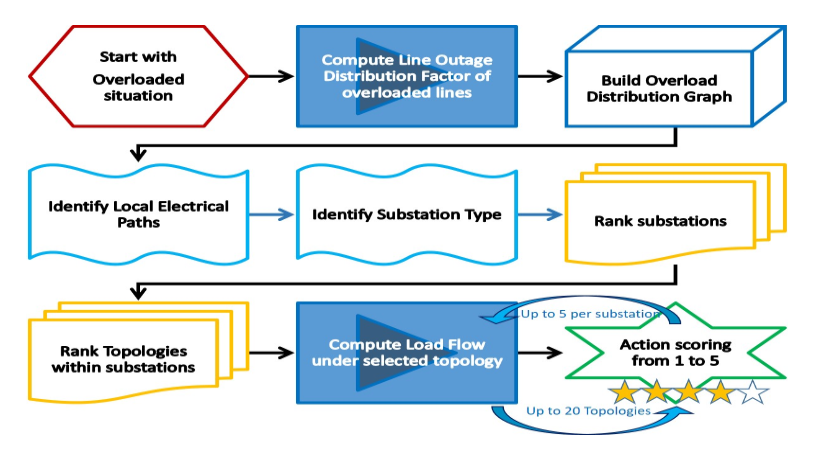 Start with
Overloaded
situation
Compute Line Outage
Distribution Factor of
overloaded lines
Build Overload
Distribution Graph
Identify Local Electrical
Paths
Identify Substation Type
Rank substations
Rank Topologies
within substations
Compute Load Flow
under selected topology
Up to 5 per substation
Action scoring
from 1 to 5
Up to 20 Topologies